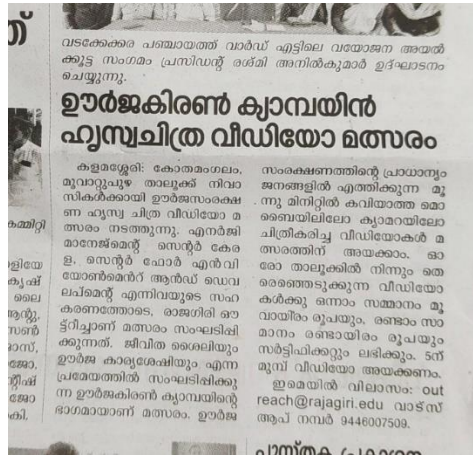 ത്
വടക്കേക്കര പഞ്ചായത്ത് വാർഡ് എട്ടിലെ വയോജന അയൽ
ക്കൂട്ട സംഗമം പ്രസിഡന്റ് രശ്മി അനിൽകുമാർ ഉദ്ഘാടനം
ചെയ്യുന്നു.
ഊർജകിരൺ ക്യാമ്പയിൻ
ഹൃസ്വചിത്ര വീഡിയോ മത്സരം
കളമശ്ശേരി: കോതമംഗലം,
മൂവാറ്റുപുഴ താലൂക്ക് നിവാ
സികൾക്കായി ഊർജസംരക്ഷ
ണ ഹൃസ്വ ചിത്ര വീഡിയോ മ
ത്സരം നടത്തുന്നു. എനർജി
മാനേജ്മെന്റ് സെന്റർ കേര
ള, സെന്റർ ഫോർ എൻവി
യോൺമെൻറ് ആൻഡ് ഡെവ
ലപ്മെന്റ് എന്നിവയുടെ സഹ
കരണത്തോടെ, രാജഗിരി ഔ
ട്ട്റീച്ചാണ് മത്സരം സംഘടിപ്പി
ക്കുന്നത്. ജീവിത ശൈലിയും
ഊർജ കാര്യശേഷിയും എന്ന
പ്രമേയത്തിൽ സംഘടിപ്പിക്കു
ന്ന ഊർജകിരൺ ക്യാമ്പയിന്റെ
ഭാഗമായാണ് മത്സരം. ഊർജ
സംരക്ഷണത്തിന്റെ പ്രാധാന്യം
ജനങ്ങളിൽ എത്തിക്കുന്ന മൂ
ന്നു മിനിറ്റിൽ കവിയാത്ത മൊ
ബൈലിലോ ക്യാമറയിലോ
ചിത്രീകരിച്ച വീഡിയോകൾ മ
ത്സരത്തിന് അയക്കാം. ഓ
രോ താലൂക്കിൽ നിന്നും തെ
രഞ്ഞെടുക്കുന്ന വീഡിയോ
കൾക്കു ഒന്നാം സമ്മാനം മൂ
വായിരം രൂപയും, രണ്ടാം സ
മാനം രണ്ടായിരം രൂപയും
സർട്ടിഫിക്കറ്റും ലഭിക്കും. 5ന്
മുമ്പ് വീഡിയോ അയക്കണം.
ഇമെയിൽ വിലാസം: out
reach@rajagiri.edu വാട്സ്
ആപ് നമ്പർ 9446007509.